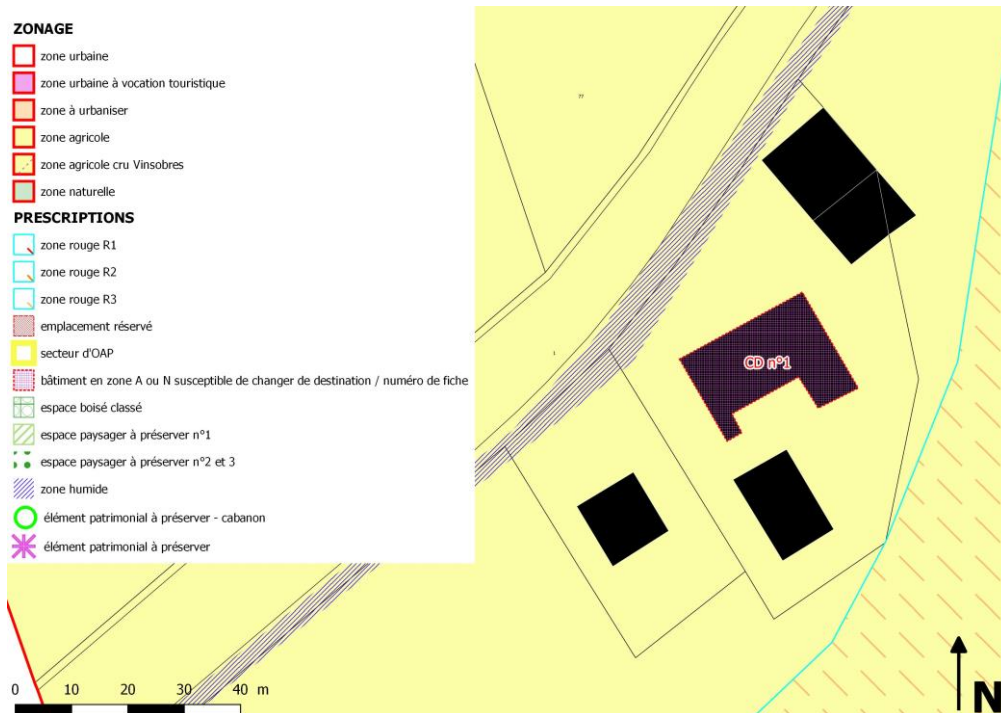 ZONAGE
zone urbaine
zone urbaine à vocation touristique
zone à urbaniser
zone agricole
zone agricole cru Vinsobres
zone naturelle
PRESCRIPTIONS
zone rouge R1
zone rouge R2
zone rouge R3
emplacement réservé
secteur d'OAP
bâtiment en zone A ou N susceptible de changer de destination / numéro de fiche
espace boisé classé
espace paysager à préserver n°1
espace paysager à préserver n°2 et 3
zone humide
élément patrimonial à préserver - cabanon
élément patrimonial à préserver
CD n°1
0 10 20 30 40 m
N